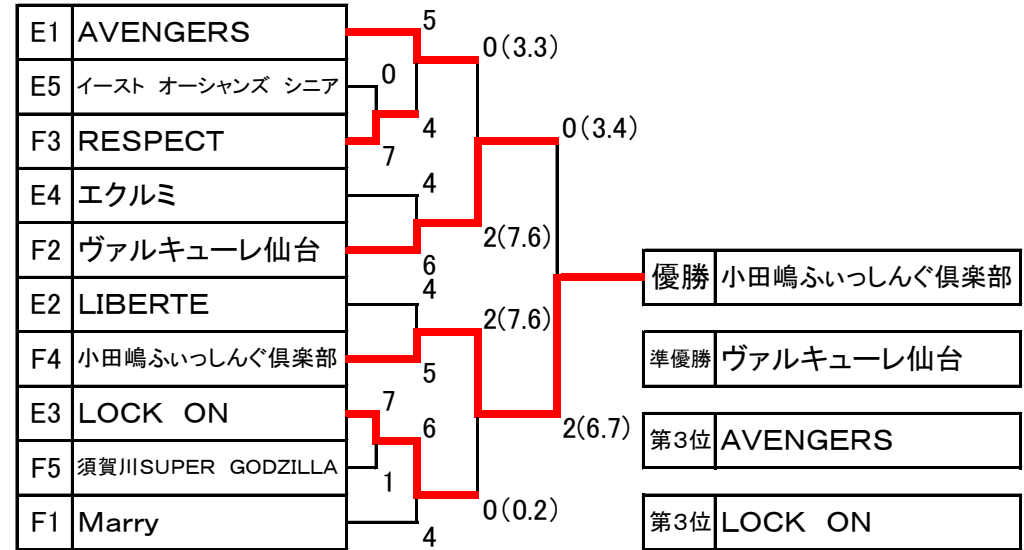 E1 AVENGERS
5
0(3.3)
E5 イースト オーシャンズ シニア
0
F3 RESPECT
4
7
0(3.4)
E4 エクルミ
4
F2 ヴァルキューレ仙台
6
2(7.6)
E2 LIBERTE
4
2(7.6)
F4 小田嶋ふぃっしんぐ倶楽部
5
E3 LOCK ON
7
6
2(6.7)
F5 須賀川SUPER GODZILLA
1
0(0.2)
F1 Marry
4
優勝 小田嶋ふぃっしんぐ倶楽部
準優勝 ヴァルキューレ仙台
第3位 AVENGERS
第3位 LOCK ON